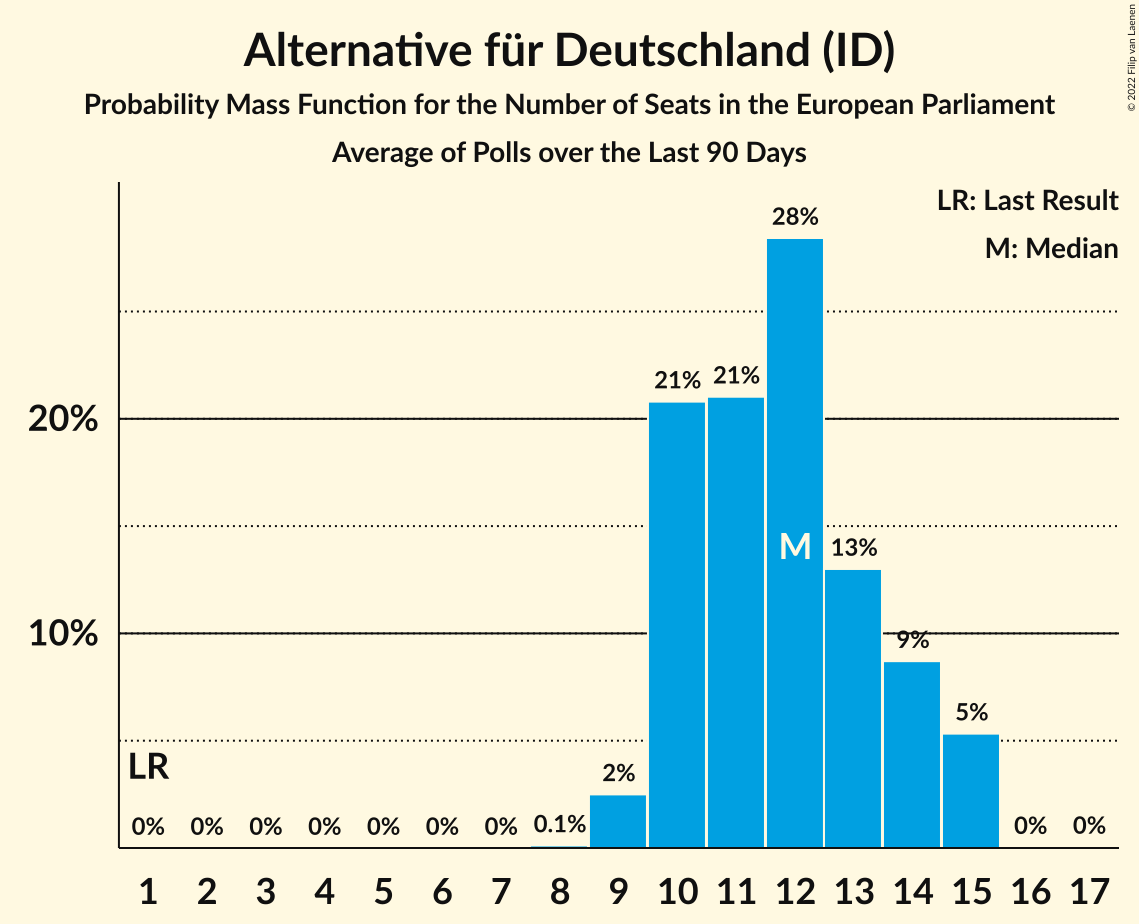 Alternative für Deutschland (ID)
Probability Mass Function for the Number of Seats in the European Parliament
Average of Polls over the Last 90 Days
© 2022 Filip van Laenen
LR: Last Result
M: Median
28%
21%
21%
20%
M
13%
10%
9%
5%
LR
2%
0%
0%
0%
0%
0%
0%
0%
0.1%
0%
0%
1 2 3 4 5 6 7 8 9 10 11 12 13 14 15 16 17